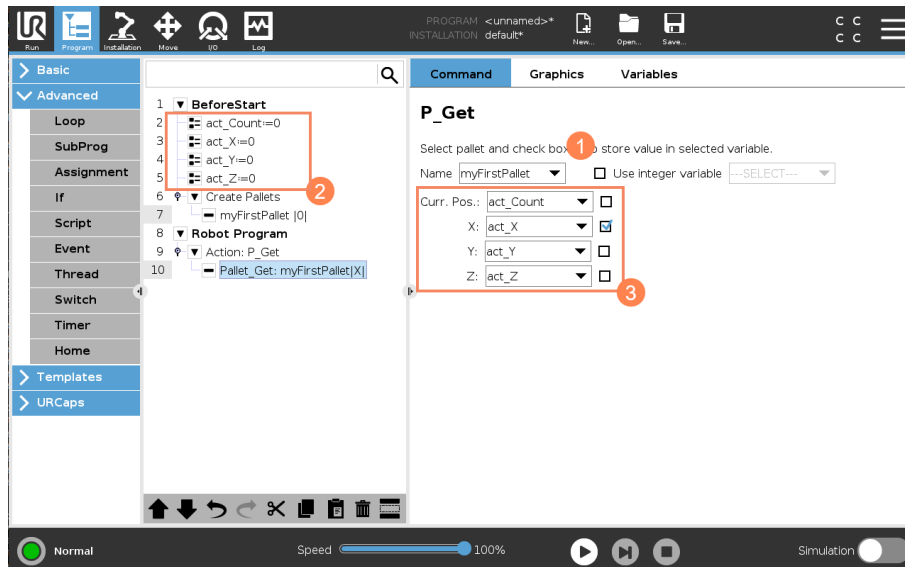 PROGRAM <unnamed>*
INSTALLATION default*
UR
Run
Program
Installation
Move
I/O
Log
New...
Open...
Save...
C C
C C
Basic
Advanced
Loop
SubProg
Assignment
If
Script
Event
Thread
Switch
Timer
Home
Templates
URCaps
1 BeforeStart
2 act_Count:=0
3 act_X:=0
4 act_Y:=0
5 act_Z:=0
2
6 Create Pallets
7 myFirstPallet |0|
8 Robot Program
9 Action: P_Get
10 Pallet_Get: myFirstPallet|X|
Command Graphics Variables
P_Get
1
Select pallet and check box to store value in selected variable.
Name myFirstPallet Use integer variable ---SELECT---
Curr. Pos.: act_Count
X: act_X
Y: act_Y
Z: act_Z
3
Normal
Speed 100%
Simulation